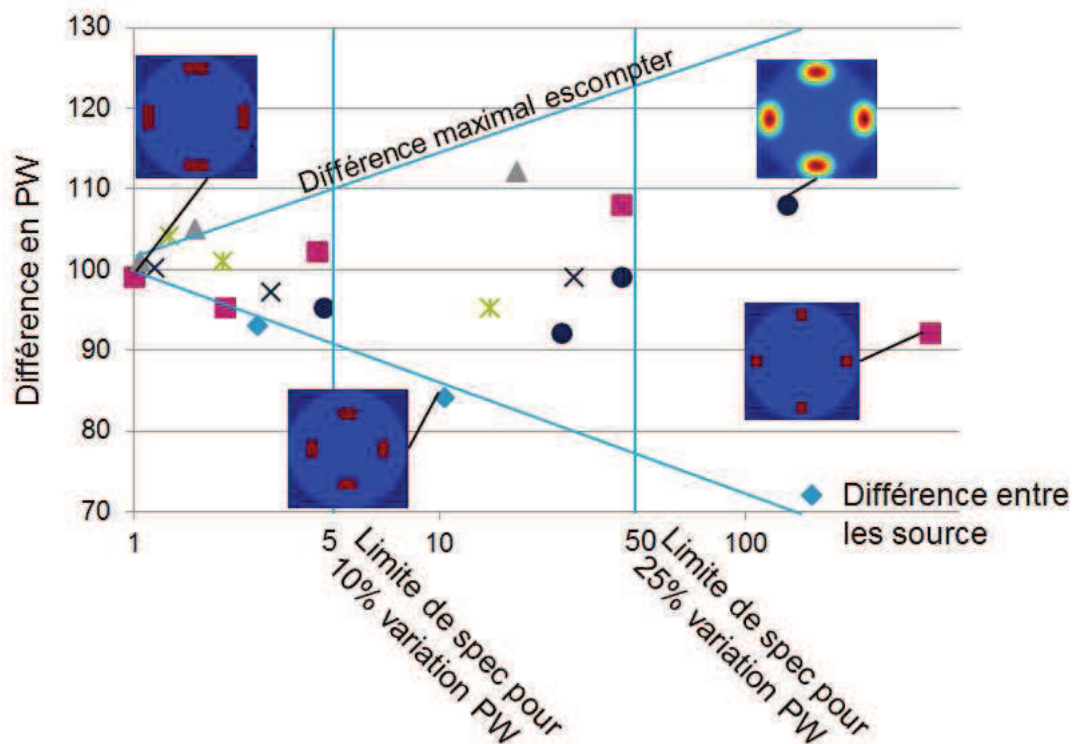 130
120
110
100
90
80
70
Différence en PW
Différence maximal escompter
1
5
10
50
100
Limite de spec pour
10% variation PW
Limite de spec pour
25% variation PW
Différence entre
les source